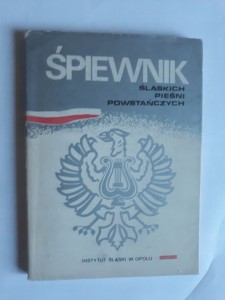 ŚPIEWNIK
ŚLĄSKICH
PIEŚNI
POWSTAŃCZYCH
INSTYTUT ŚLĄSKI W OPOLU